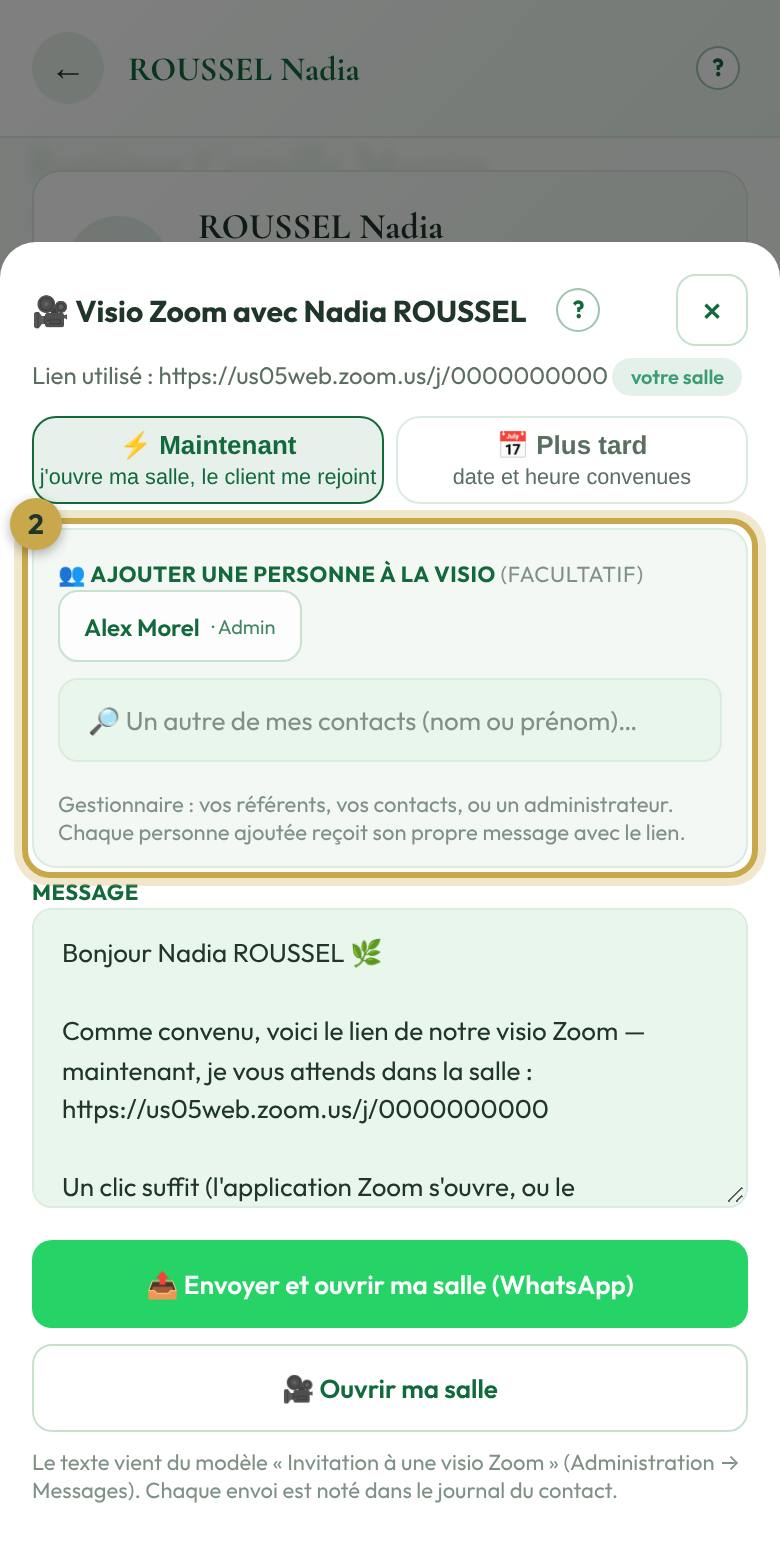 ← ROUSSEL Nadia ?
ROUSSEL Nadia
🎥 Visio Zoom avec Nadia ROUSSEL ? ×
Lien utilisé : https://us05web.zoom.us/j/0000000000 votre salle
⚡ Maintenant
j'ouvre ma salle, le client me rejoint
📅 Plus tard
date et heure convenues
2
👥 AJOUTER UNE PERSONNE À LA VISIO (FACULTATIF)
Alex Morel · Admin
🔎 Un autre de mes contacts (nom ou prénom)…
Gestionnaire : vos référents, vos contacts, ou un administrateur.
Chaque personne ajoutée reçoit son propre message avec le lien.
MESSAGE
Bonjour Nadia ROUSSEL 🌿
Comme convenu, voici le lien de notre visio Zoom —
maintenant, je vous attends dans la salle :
https://us05web.zoom.us/j/0000000000
Un clic suffit (l'application Zoom s'ouvre, ou le
📤 Envoyer et ouvrir ma salle (WhatsApp)
🎥 Ouvrir ma salle
Le texte vient du modèle « Invitation à une visio Zoom » (Administration →
Messages). Chaque envoi est noté dans le journal du contact.